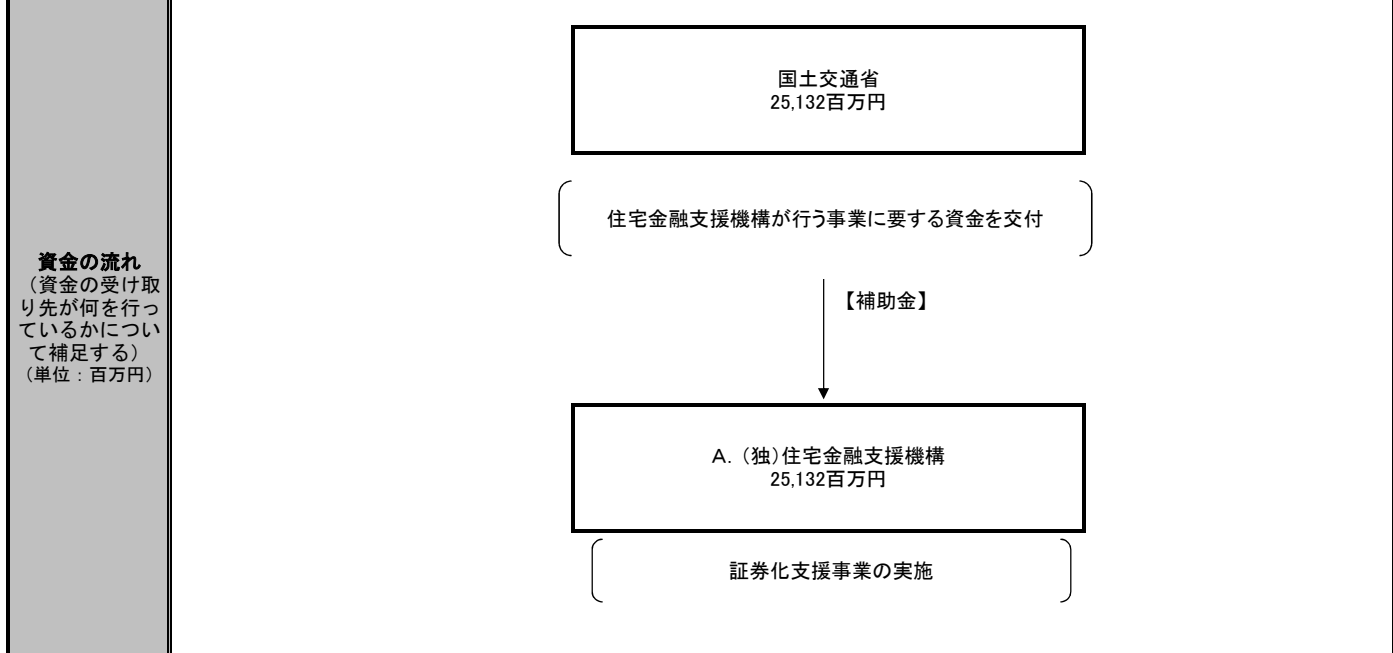 資金の流れ
（資金の受け取
り先が何を行っ
ているかについ
て補足する）
（単位：百万円）
国土交通省
25,132百万円
住宅金融支援機構が行う事業に要する資金を交付
【補助金】
Ａ．（独）住宅金融支援機構
25,132百万円
証券化支援事業の実施